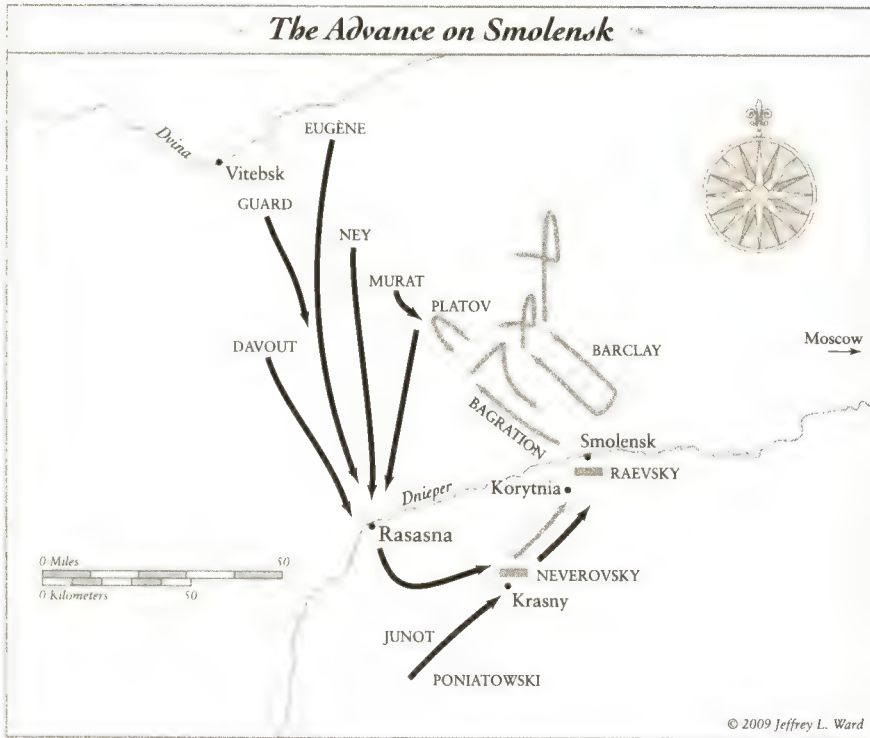 The Advance on Smolensk
EUGÈNE
Dvina
Vitebsk
GUARD
NEY
MURAT
PLATOV
DAVOUT
BARCLAY
Moscow
BAGRATION
Smolensk
RAEVSKY
Dnieper
Korytnia
Rasasna
0 Miles 50
0 Kilometers 50
NEVEROVSKY
Krasny
JUNOT
PONIATOWSKI
© 2009 Jeffrey L. Ward